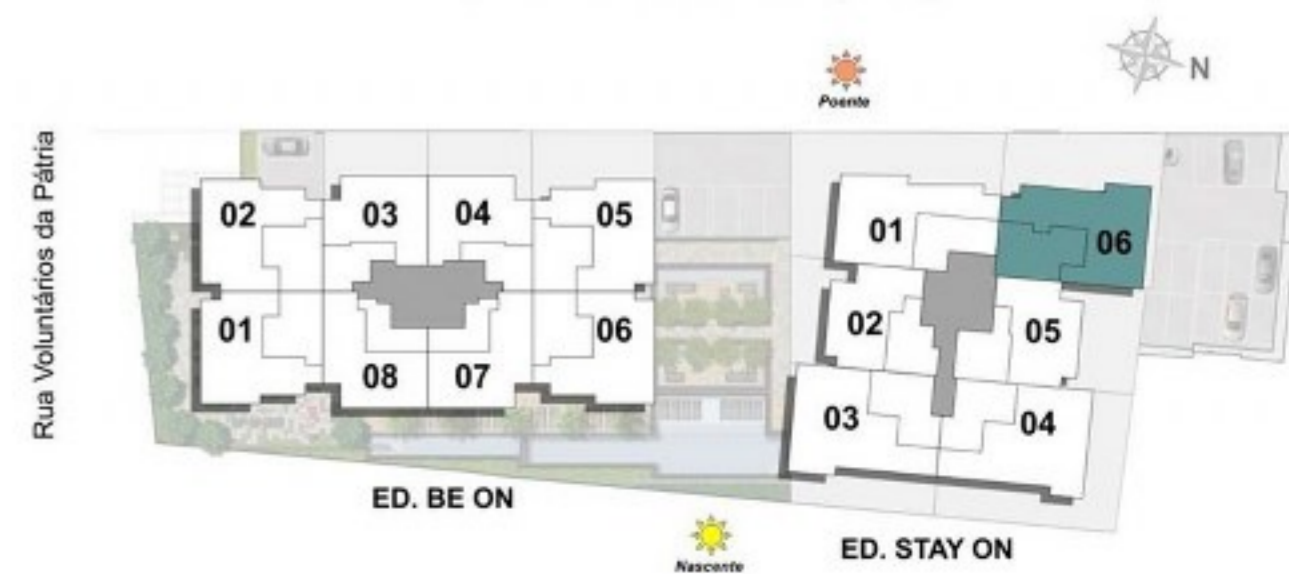 N
Poente
Rua Voluntários da Pátria
02 03 04 05
01 06
08 07
01 06
02 05
03 04
ED. BE ON
Nascente
ED. STAY ON